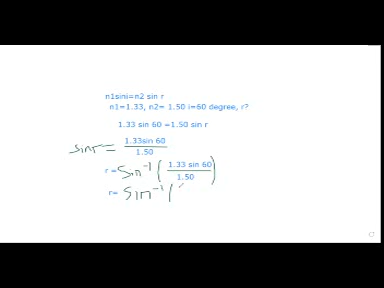 n1sini=n2 sin r
n1=1.33, n2= 1.50 i=60 degree, r?
1.33 sin 60 =1.50 sin r
sinr = 1.33sin 60 / 1.50
r = Sin⁻¹ ( 1.33 sin 60 / 1.50 )
r= Sin⁻¹ (